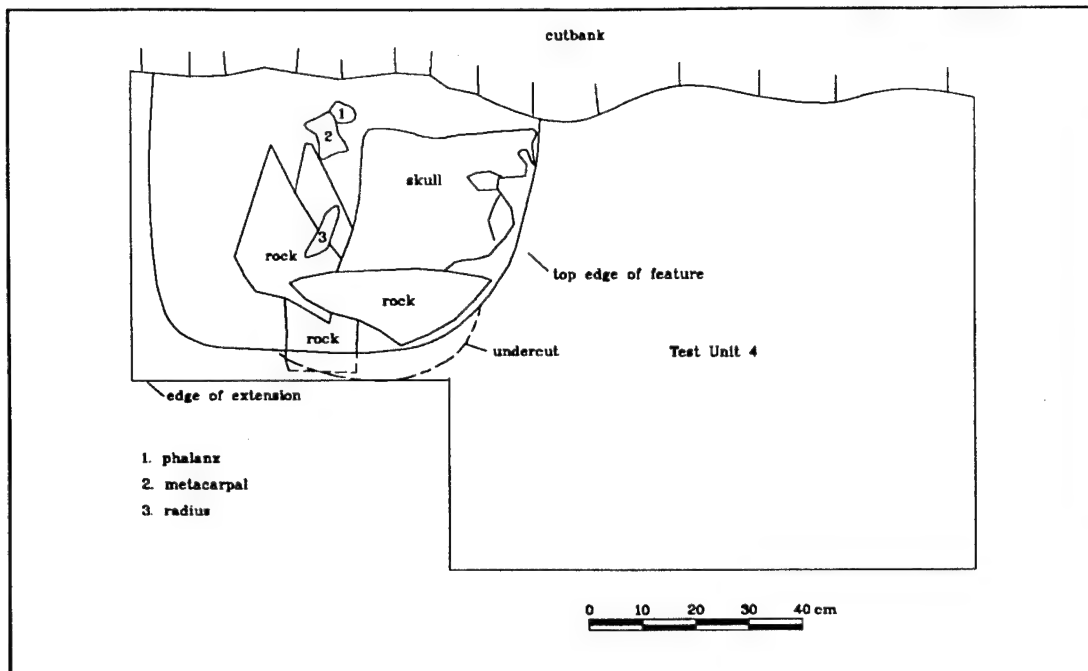 cutbank
1
2
skull
3
rock
top edge of feature
rock
rock
undercut
Test Unit 4
edge of extension
1. phalanx
2. metacarpal
3. radius
0 10 20 30 40 cm